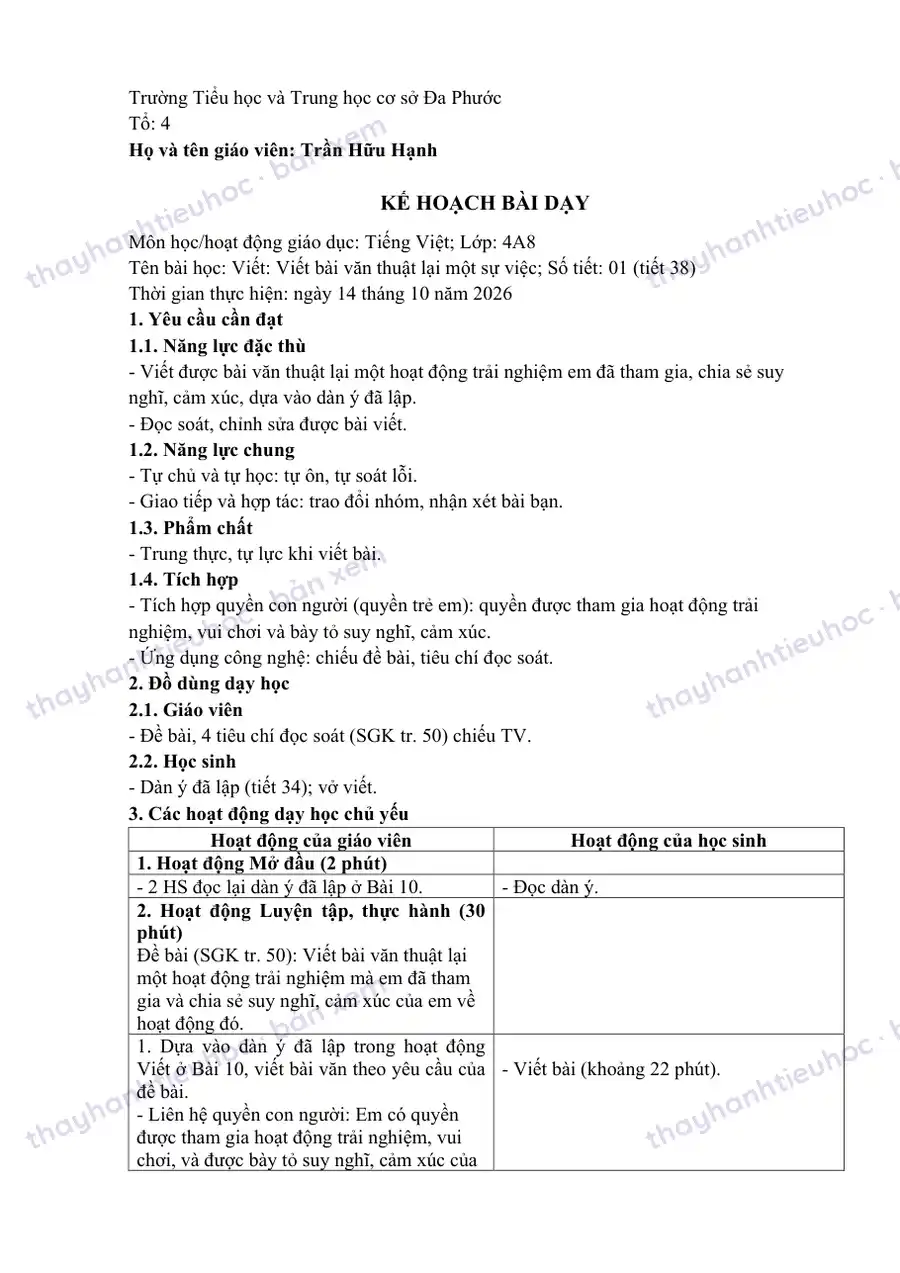 Trường Tiểu học và Trung học cơ sở Đa Phước
Tổ: 4
Họ và tên giáo viên: Trần Hữu Hạnh
KẾ HOẠCH BÀI DẠY
Môn học/hoạt động giáo dục: Tiếng Việt; Lớp: 4A8
Tên bài học: Viết: Viết bài văn thuật lại một sự việc; Số tiết: 01 (tiết 38)
Thời gian thực hiện: ngày 14 tháng 10 năm 2026
1. Yêu cầu cần đạt
1.1. Năng lực đặc thù
- Viết được bài văn thuật lại một hoạt động trải nghiệm em đã tham gia, chia sẻ suy
nghĩ, cảm xúc, dựa vào dàn ý đã lập.
- Đọc soát, chỉnh sửa được bài viết.
1.2. Năng lực chung
- Tự chủ và tự học: tự ôn, tự soát lỗi.
- Giao tiếp và hợp tác: trao đổi nhóm, nhận xét bài bạn.
1.3. Phẩm chất
- Trung thực, tự lực khi viết bài.
1.4. Tích hợp
- Tích hợp quyền con người (quyền trẻ em): quyền được tham gia hoạt động trải
nghiệm, vui chơi và bày tỏ suy nghĩ, cảm xúc.
- Ứng dụng công nghệ: chiếu đề bài, tiêu chí đọc soát.
2. Đồ dùng dạy học
2.1. Giáo viên
- Đề bài, 4 tiêu chí đọc soát (SGK tr. 50) chiếu TV.
2.2. Học sinh
- Dàn ý đã lập (tiết 34); vở viết.
3. Các hoạt động dạy học chủ yếu
Hoạt động của giáo viên
Hoạt động của học sinh
1. Hoạt động Mở đầu (2 phút)
- 2 HS đọc lại dàn ý đã lập ở Bài 10.
- Đọc dàn ý.
2. Hoạt động Luyện tập, thực hành (30
phút)
Đề bài (SGK tr. 50): Viết bài văn thuật lại
một hoạt động trải nghiệm mà em đã tham
gia và chia sẻ suy nghĩ, cảm xúc của em về
hoạt động đó.
1. Dựa vào dàn ý đã lập trong hoạt động
Viết ở Bài 10, viết bài văn theo yêu cầu của
đề bài.
- Liên hệ quyền con người: Em có quyền
được tham gia hoạt động trải nghiệm, vui
chơi, và được bày tỏ suy nghĩ, cảm xúc của
- Viết bài (khoảng 22 phút).
thayhanhtieuhoc · bản xem
thayhanhtieuhoc · b
thayhanhtieuhoc · bản xem
thayhanhtieuhoc · b
thayhanhtieuhoc · bản xem
thayhanhtieuhoc · b